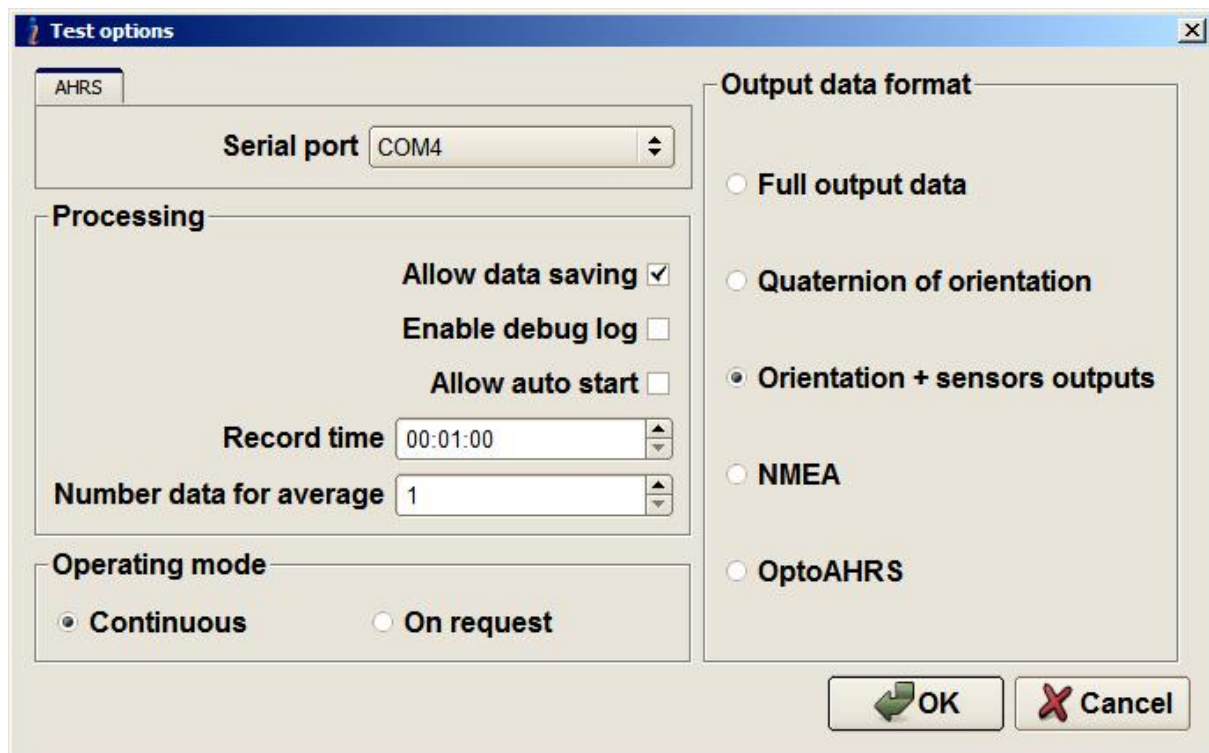 Test options
AHRS
Serial port COM4
Processing
Allow data saving
Enable debug log
Allow auto start
Record time 00:01:00
Number data for average 1
Operating mode
Continuous On request
Output data format
Full output data
Quaternion of orientation
Orientation + sensors outputs
NMEA
OptoAHRS
OK Cancel